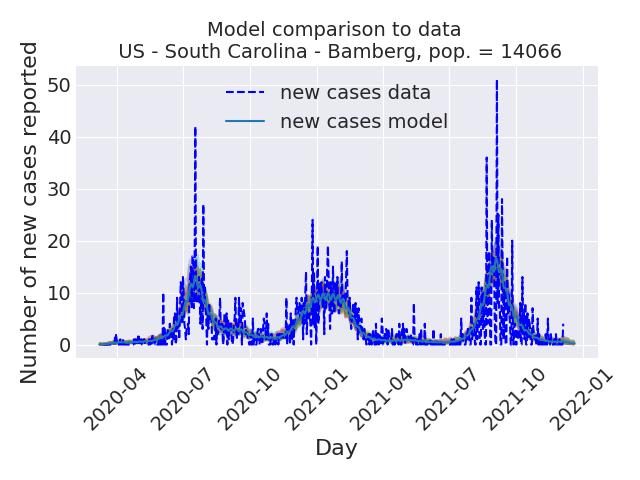 Model comparison to data
US - South Carolina - Bamberg, pop. = 14066
Number of new cases reported
50
40
30
20
10
0
new cases data
new cases model
2020-04
2020-07
2020-10
2021-01
2021-04
2021-07
2021-10
2022-01
Day